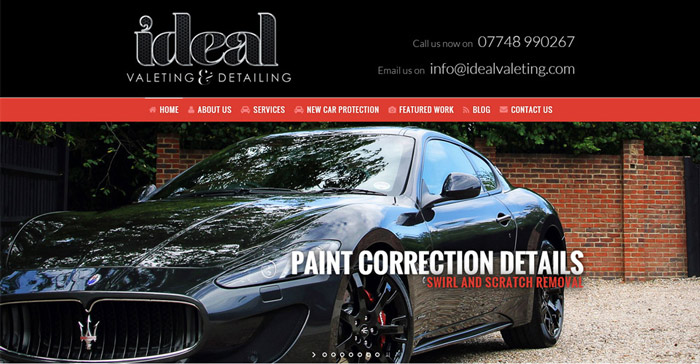 ideal
VALETING & DETAILING
Call us now on 07748 990267
Email us on info@idealvaleting.com
HOME ABOUT US SERVICES NEW CAR PROTECTION FEATURED WORK BLOG CONTACT US
PAINT CORRECTION DETAILS
SWIRL AND SCRATCH REMOVAL